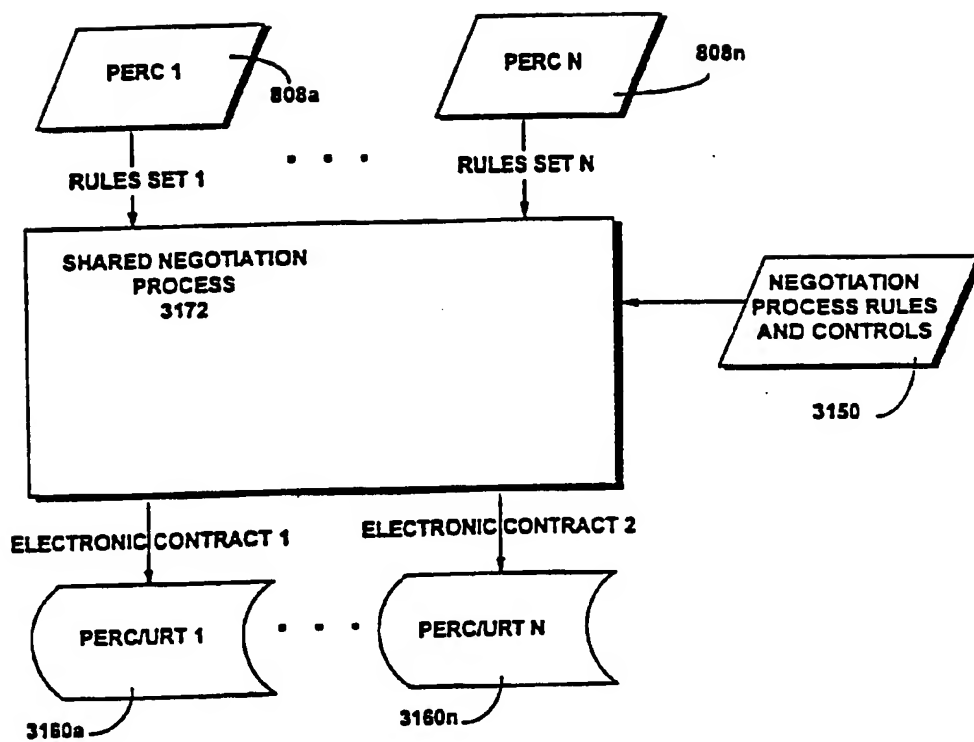 PERC 1
808a
PERC N
808n
RULES SET 1
RULES SET N
SHARED NEGOTIATION
PROCESS
3172
NEGOTIATION
PROCESS RULES
AND CONTROLS
3150
ELECTRONIC CONTRACT 1
ELECTRONIC CONTRACT 2
PERC/URT 1
PERC/URT N
3160a
3160n